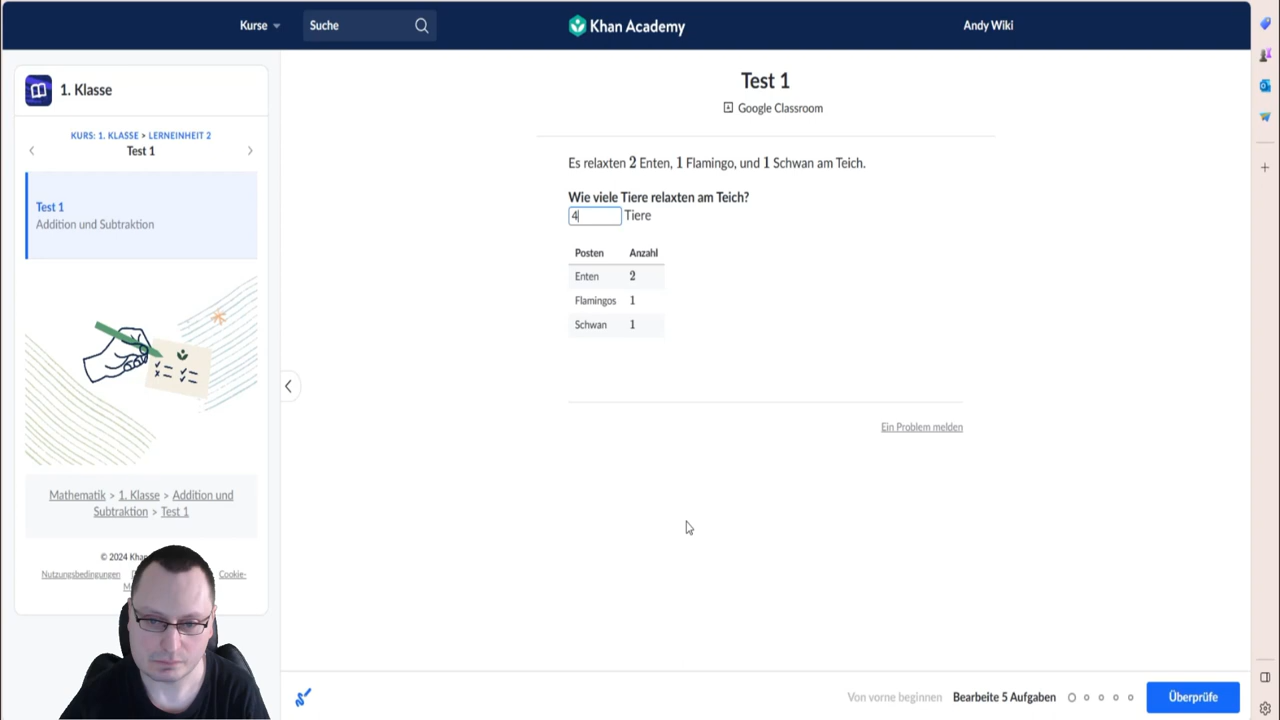 Kurse
Suche
Khan Academy
Andy Wiki
1. Klasse
KURS: 1. KLASSE > LERNEINHEIT 2
Test 1
Test 1
Addition und Subtraktion
Mathematik > 1. Klasse > Addition und
Subtraktion > Test 1
© 2024 Khan
Nutzungsbedingungen
Cookie-
Test 1
Google Classroom
Es relaxten 2 Enten, 1 Flamingo, und 1 Schwan am Teich.
Wie viele Tiere relaxten am Teich?
4 Tiere
Posten Anzahl
Enten 2
Flamingos 1
Schwan 1
Ein Problem melden
Von vorne beginnen Bearbeite 5 Aufgaben Überprüfe